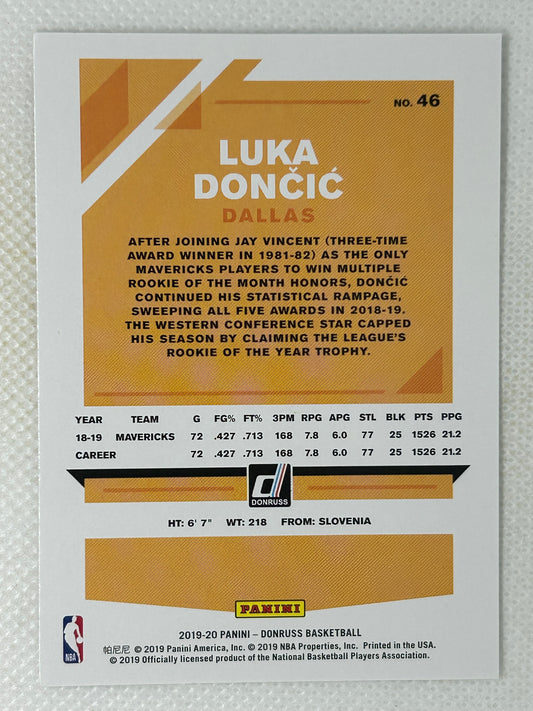 NO. 46
LUKA
DONČIĆ
DALLAS
AFTER JOINING JAY VINCENT (THREE-TIME
AWARD WINNER IN 1981-82) AS THE ONLY
MAVERICKS PLAYERS TO WIN MULTIPLE
ROOKIE OF THE MONTH HONORS, DONČIĆ
CONTINUED HIS STATISTICAL RAMPAGE,
SWEEPING ALL FIVE AWARDS IN 2018-19.
THE WESTERN CONFERENCE STAR CAPPED
HIS SEASON BY CLAIMING THE LEAGUE'S
ROOKIE OF THE YEAR TROPHY.
YEAR TEAM G FG% FT% 3PM RPG APG STL BLK PTS PPG
18-19 MAVERICKS 72 .427 .713 168 7.8 6.0 77 25 1526 21.2
CAREER 72 .427 .713 168 7.8 6.0 77 25 1526 21.2
DONRUSS
HT: 6' 7" WT: 218 FROM: SLOVENIA
PANINI
2019-20 PANINI – DONRUSS BASKETBALL
帕尼尼 © 2019 Panini America, Inc. © 2019 NBA Properties, Inc. Printed in the USA.
© 2019 Officially licensed product of the National Basketball Players Association.
NBA